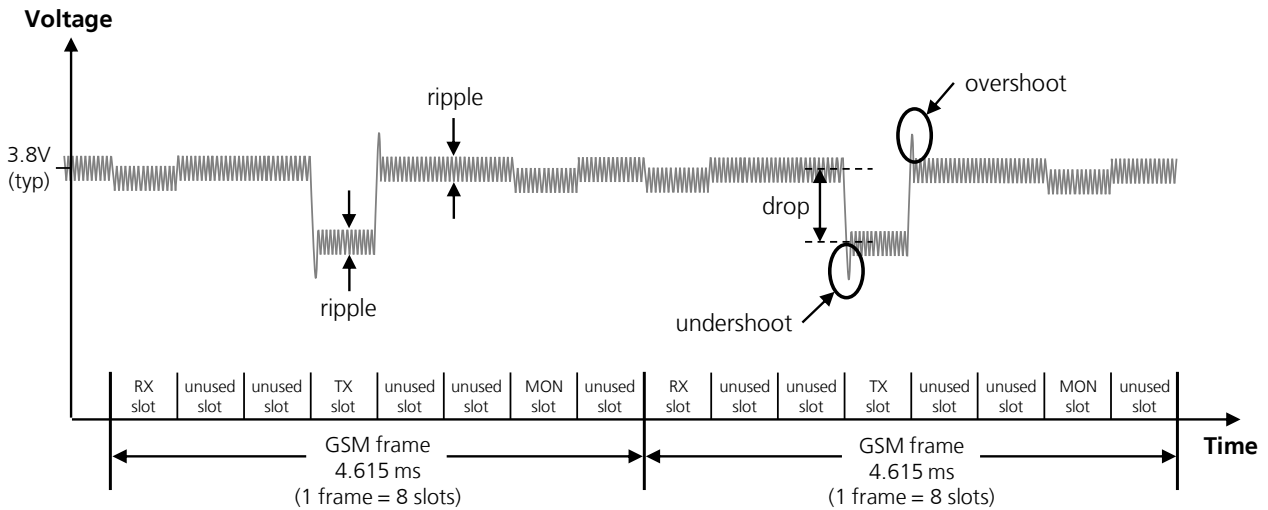 Voltage
overshoot
ripple
3.8V
(typ)
drop
ripple
undershoot
RX slot
unused slot
unused slot
TX slot
unused slot
unused slot
MON slot
unused slot
RX slot
unused slot
unused slot
TX slot
unused slot
unused slot
MON slot
unused slot
Time
GSM frame
4.615 ms
(1 frame = 8 slots)
GSM frame
4.615 ms
(1 frame = 8 slots)